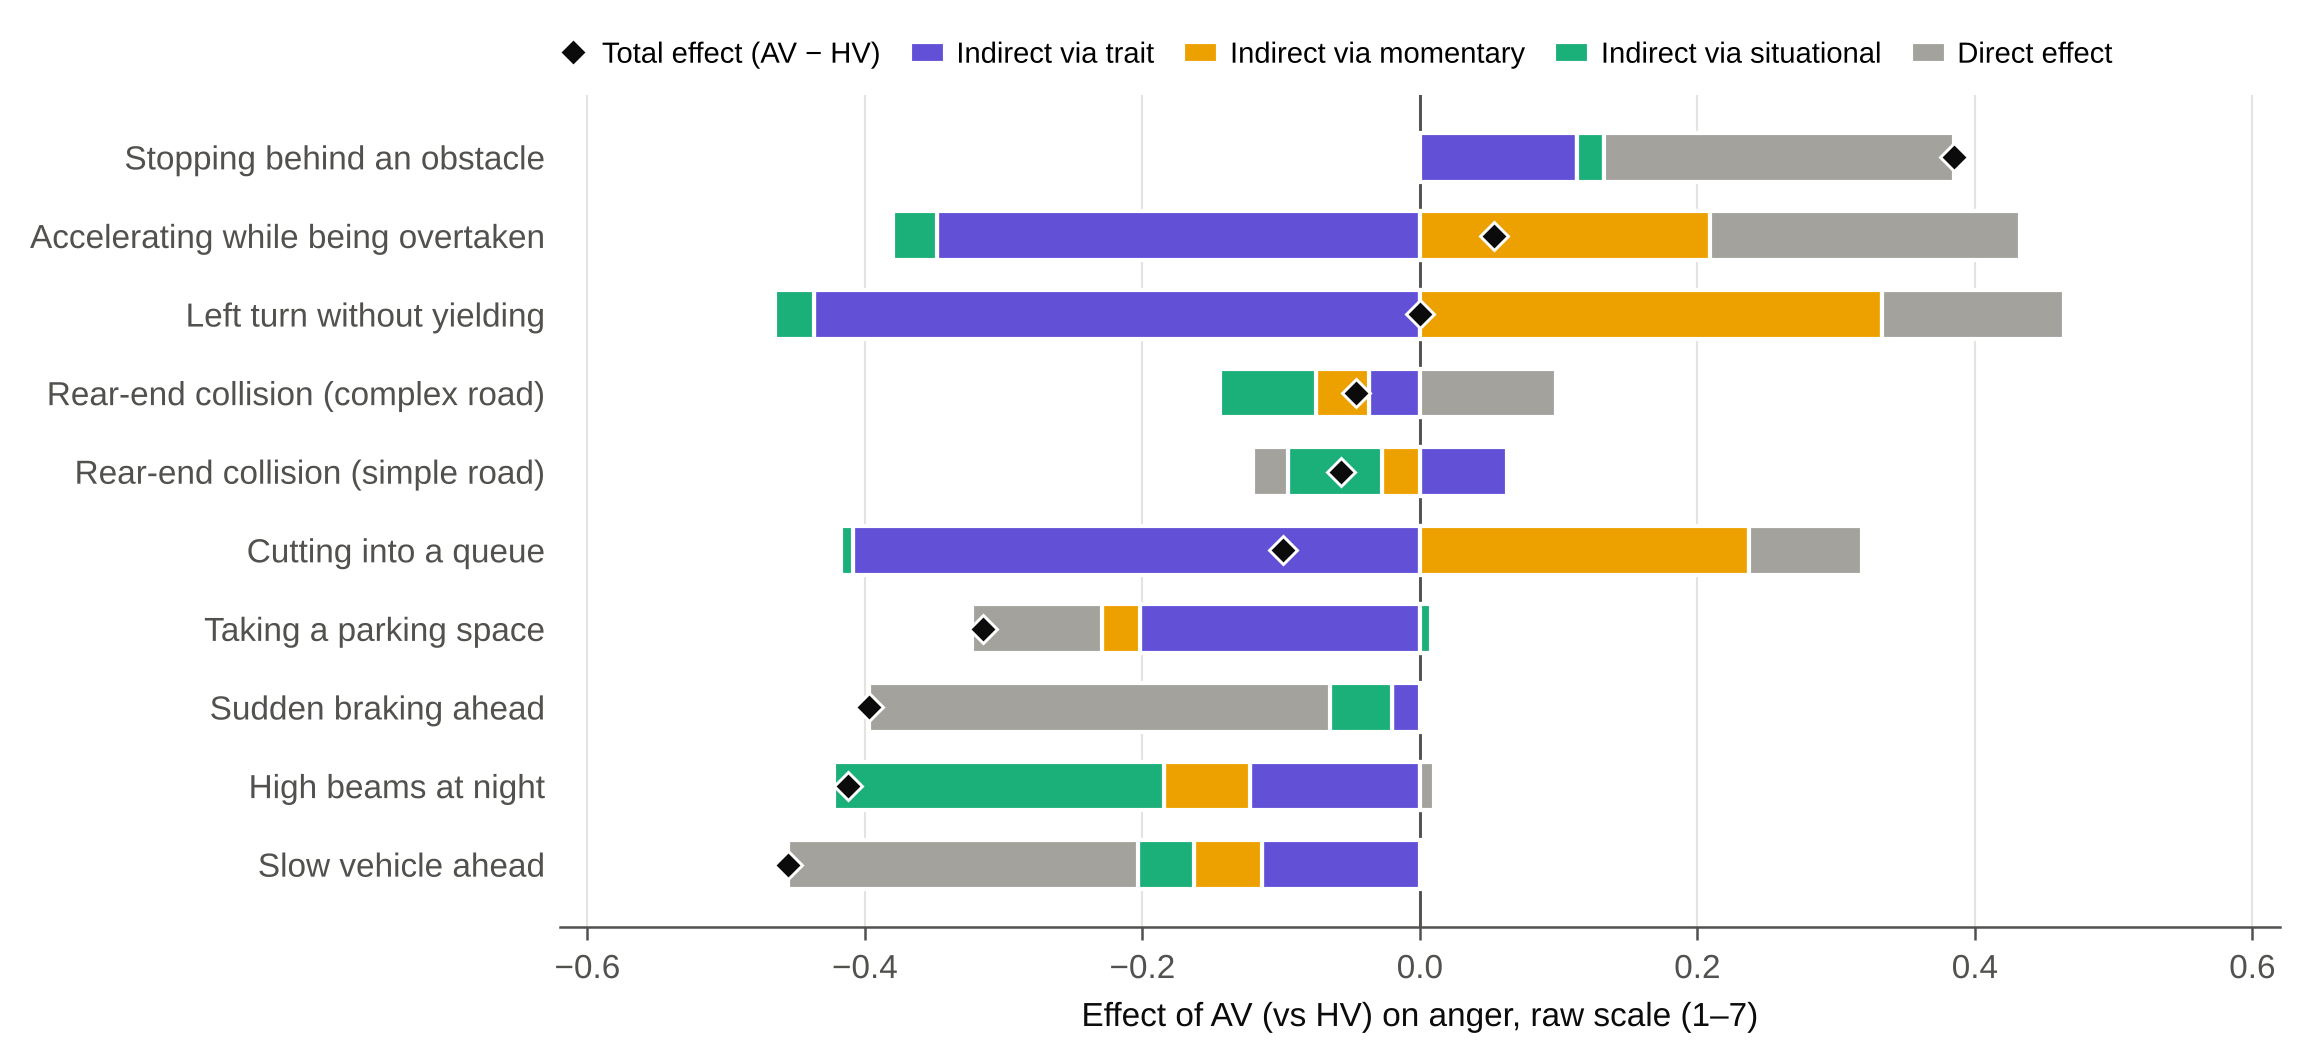 Total effect (AV − HV) Indirect via trait Indirect via momentary Indirect via situational Direct effect
Stopping behind an obstacle
Accelerating while being overtaken
Left turn without yielding
Rear-end collision (complex road)
Rear-end collision (simple road)
Cutting into a queue
Taking a parking space
Sudden braking ahead
High beams at night
Slow vehicle ahead
−0.6 −0.4 −0.2 0.0 0.2 0.4 0.6
Effect of AV (vs HV) on anger, raw scale (1–7)